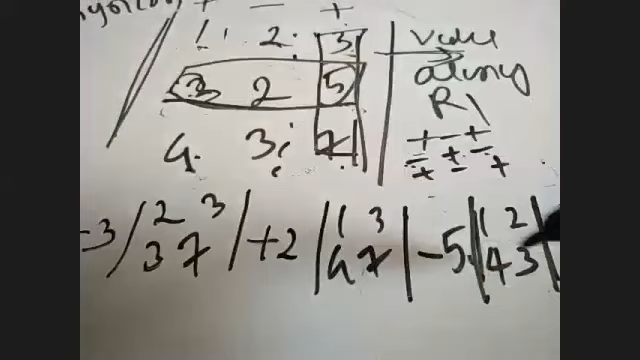 + - +
1 2 3 value
3 2 5 along
4 3 7 R1
+ - +
- + -
+ - +
-3 |2 3| +2 |1 3| -5 |1 2|
|3 7| |4 7| |4 3|